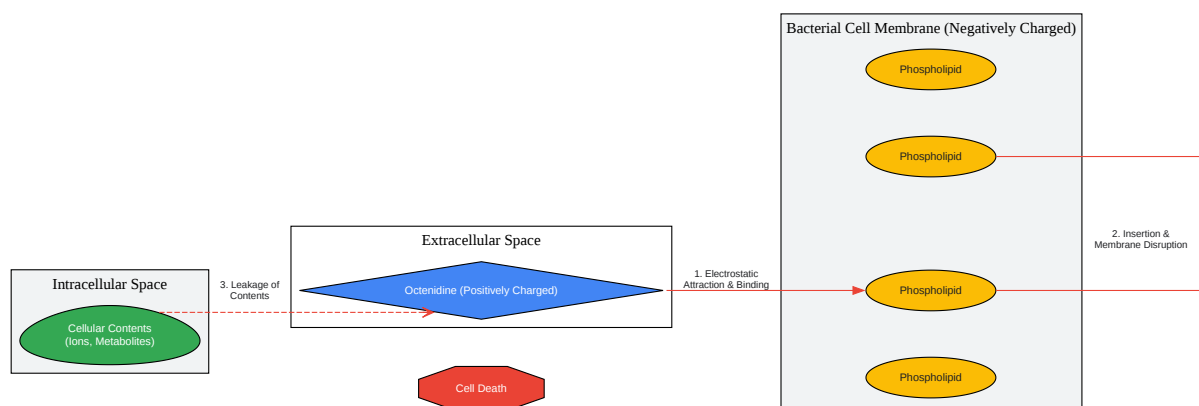 Bacterial Cell Membrane (Negatively Charged)
Phospholipid
Phospholipid
2. Insertion &
Membrane Disruption
Extracellular Space
Octenidine (Positively Charged)
1. Electrostatic
Attraction & Binding
Phospholipid
Intracellular Space
3. Leakage of
Contents
Cellular Contents
(Ions, Metabolites)
Cell Death
Phospholipid